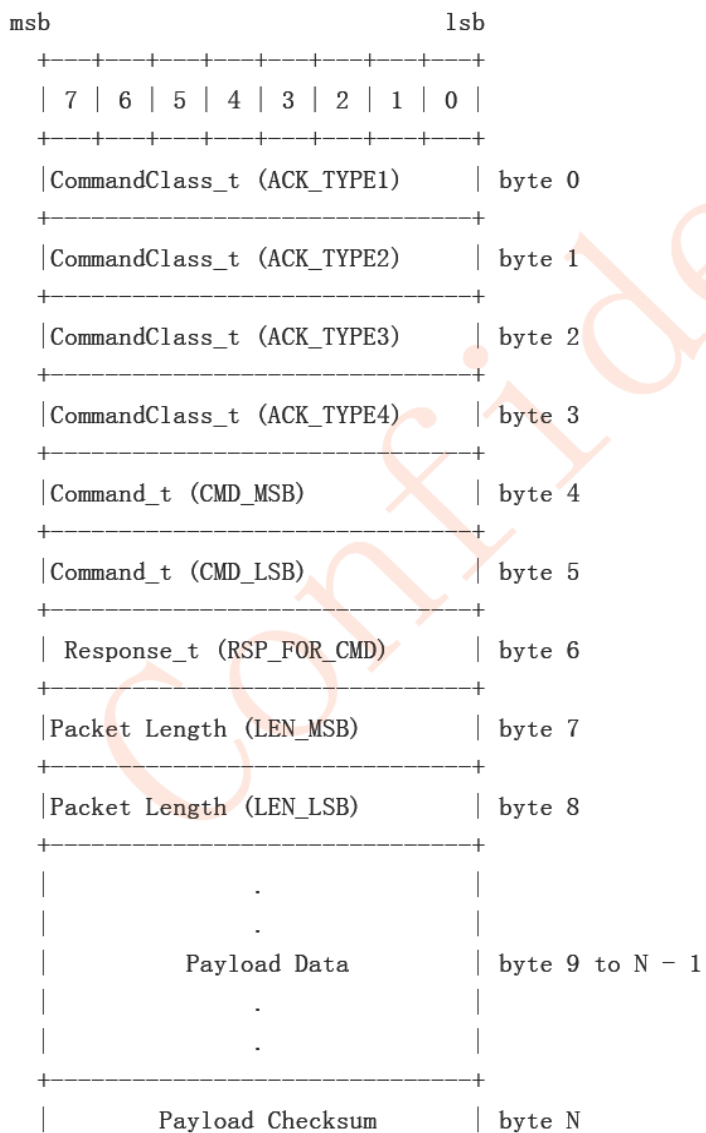 msb lsb
+---+---+---+---+---+---+---+---+
| 7 | 6 | 5 | 4 | 3 | 2 | 1 | 0 |
+---+---+---+---+---+---+---+---+
|CommandClass_t (ACK_TYPE1) | byte 0
+-------------------------------+
|CommandClass_t (ACK_TYPE2) | byte 1
+-------------------------------+
|CommandClass_t (ACK_TYPE3) | byte 2
+-------------------------------+
|CommandClass_t (ACK_TYPE4) | byte 3
+-------------------------------+
|Command_t (CMD_MSB) | byte 4
+-------------------------------+
|Command_t (CMD_LSB) | byte 5
+-------------------------------+
| Response_t (RSP_FOR_CMD) | byte 6
+-------------------------------+
|Packet Length (LEN_MSB) | byte 7
+-------------------------------+
|Packet Length (LEN_LSB) | byte 8
+-------------------------------+
| . |
| . |
| Payload Data | byte 9 to N - 1
| . |
| . |
+-------------------------------+
| Payload Checksum | byte N
Confide